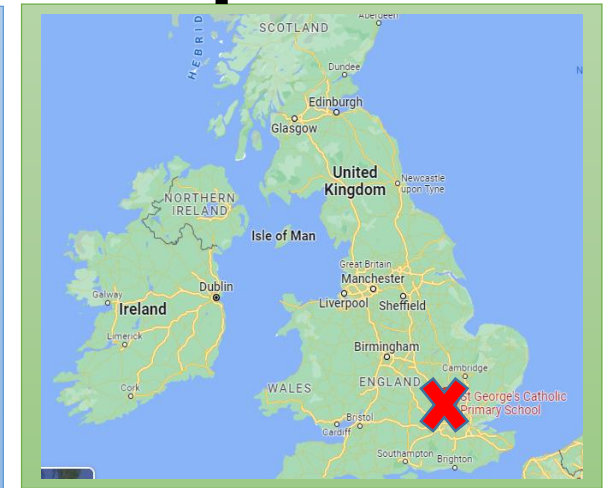 Aberdeen
SCOTLAND
HEBRID
Dundee
Edinburgh
Glasgow
United
Kingdom
Newcastle
upon Tyne
NORTHERN
IRELAND
Isle of Man
Great Britain
Manchester
Liverpool
Sheffield
Dublin
Galway
Ireland
Limerick
Birmingham
Cork
Cambridge
WALES
ENGLAND
St George's Catholic
Primary School
Bristol
Cardiff
Southampton
Brighton
N